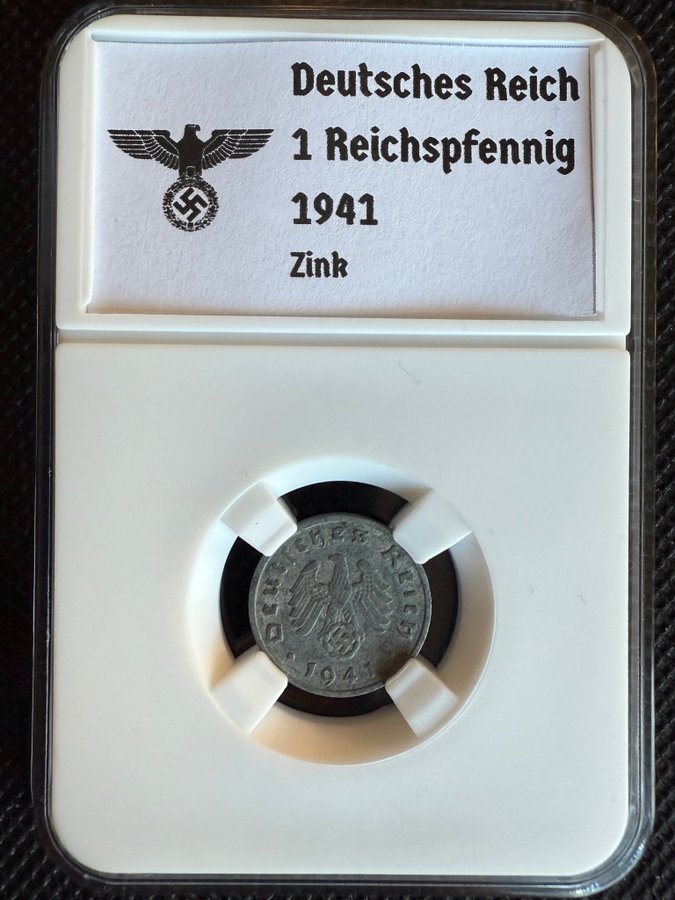 Deutsches Reich
1 Reichspfennig
1941
Zink
Deutsches Reich
1941